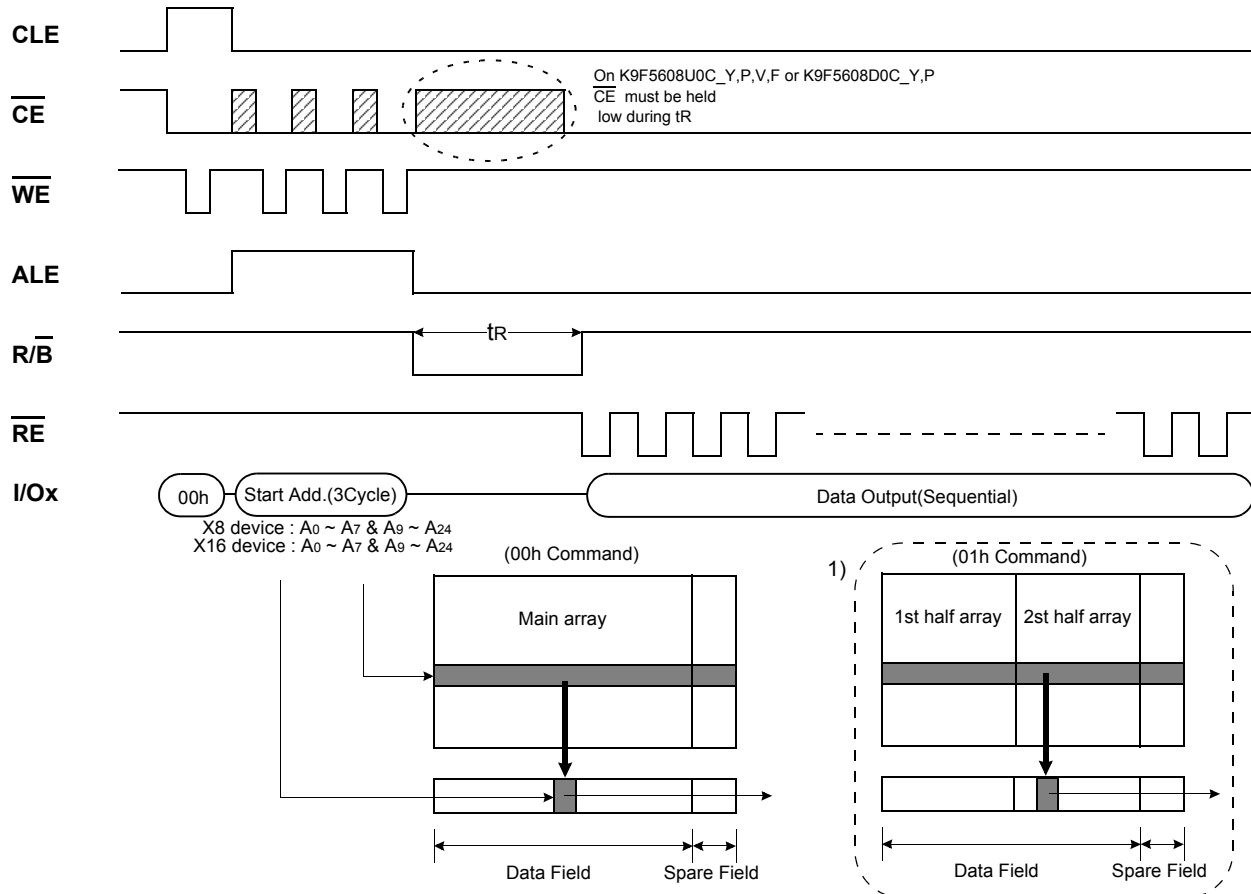 CLE
CE
On K9F5608U0C_Y,P,V,F or K9F5608D0C_Y,P
CE must be held
low during tR
WE
ALE
R/B
tR
RE
I/Ox
00h
Start Add.(3Cycle)
Data Output(Sequential)
X8 device : A0 ~ A7 & A9 ~ A24
X16 device : A0 ~ A7 & A9 ~ A24
(00h Command)
Main array
Data Field
Spare Field
1)
(01h Command)
1st half array
2st half array
Data Field
Spare Field